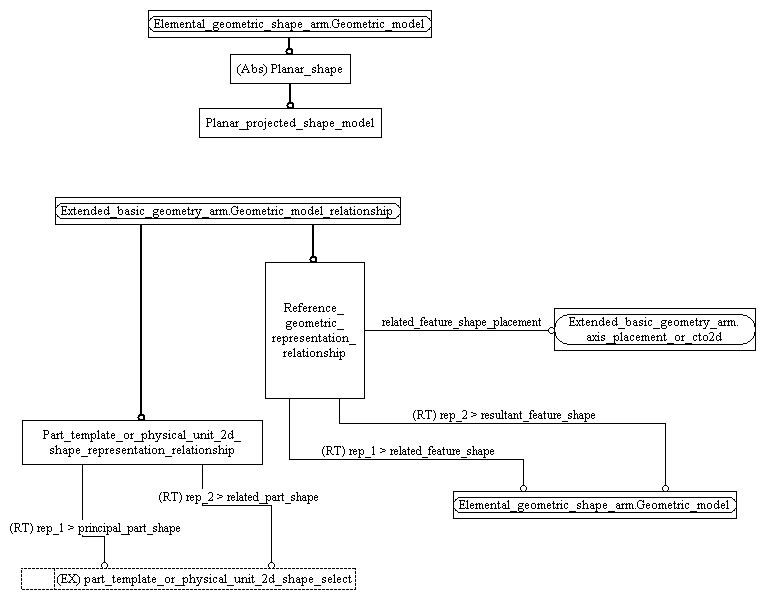 Elemental_geometric_shape_arm.Geometric_model
(Abs) Planar_shape
Planar_projected_shape_model
Extended_basic_geometry_arm.Geometric_model_relationship
Reference_
geometric_
representation_
relationship
related_feature_shape_placement
Extended_basic_geometry_arm.
axis_placement_or_cto2d
(RT) rep_2 > resultant_feature_shape
Part_template_or_physical_unit_2d_
shape_representation_relationship
(RT) rep_1 > related_feature_shape
(RT) rep_2 > related_part_shape
Elemental_geometric_shape_arm.Geometric_model
(RT) rep_1 > principal_part_shape
(EX) part_template_or_physical_unit_2d_shape_select